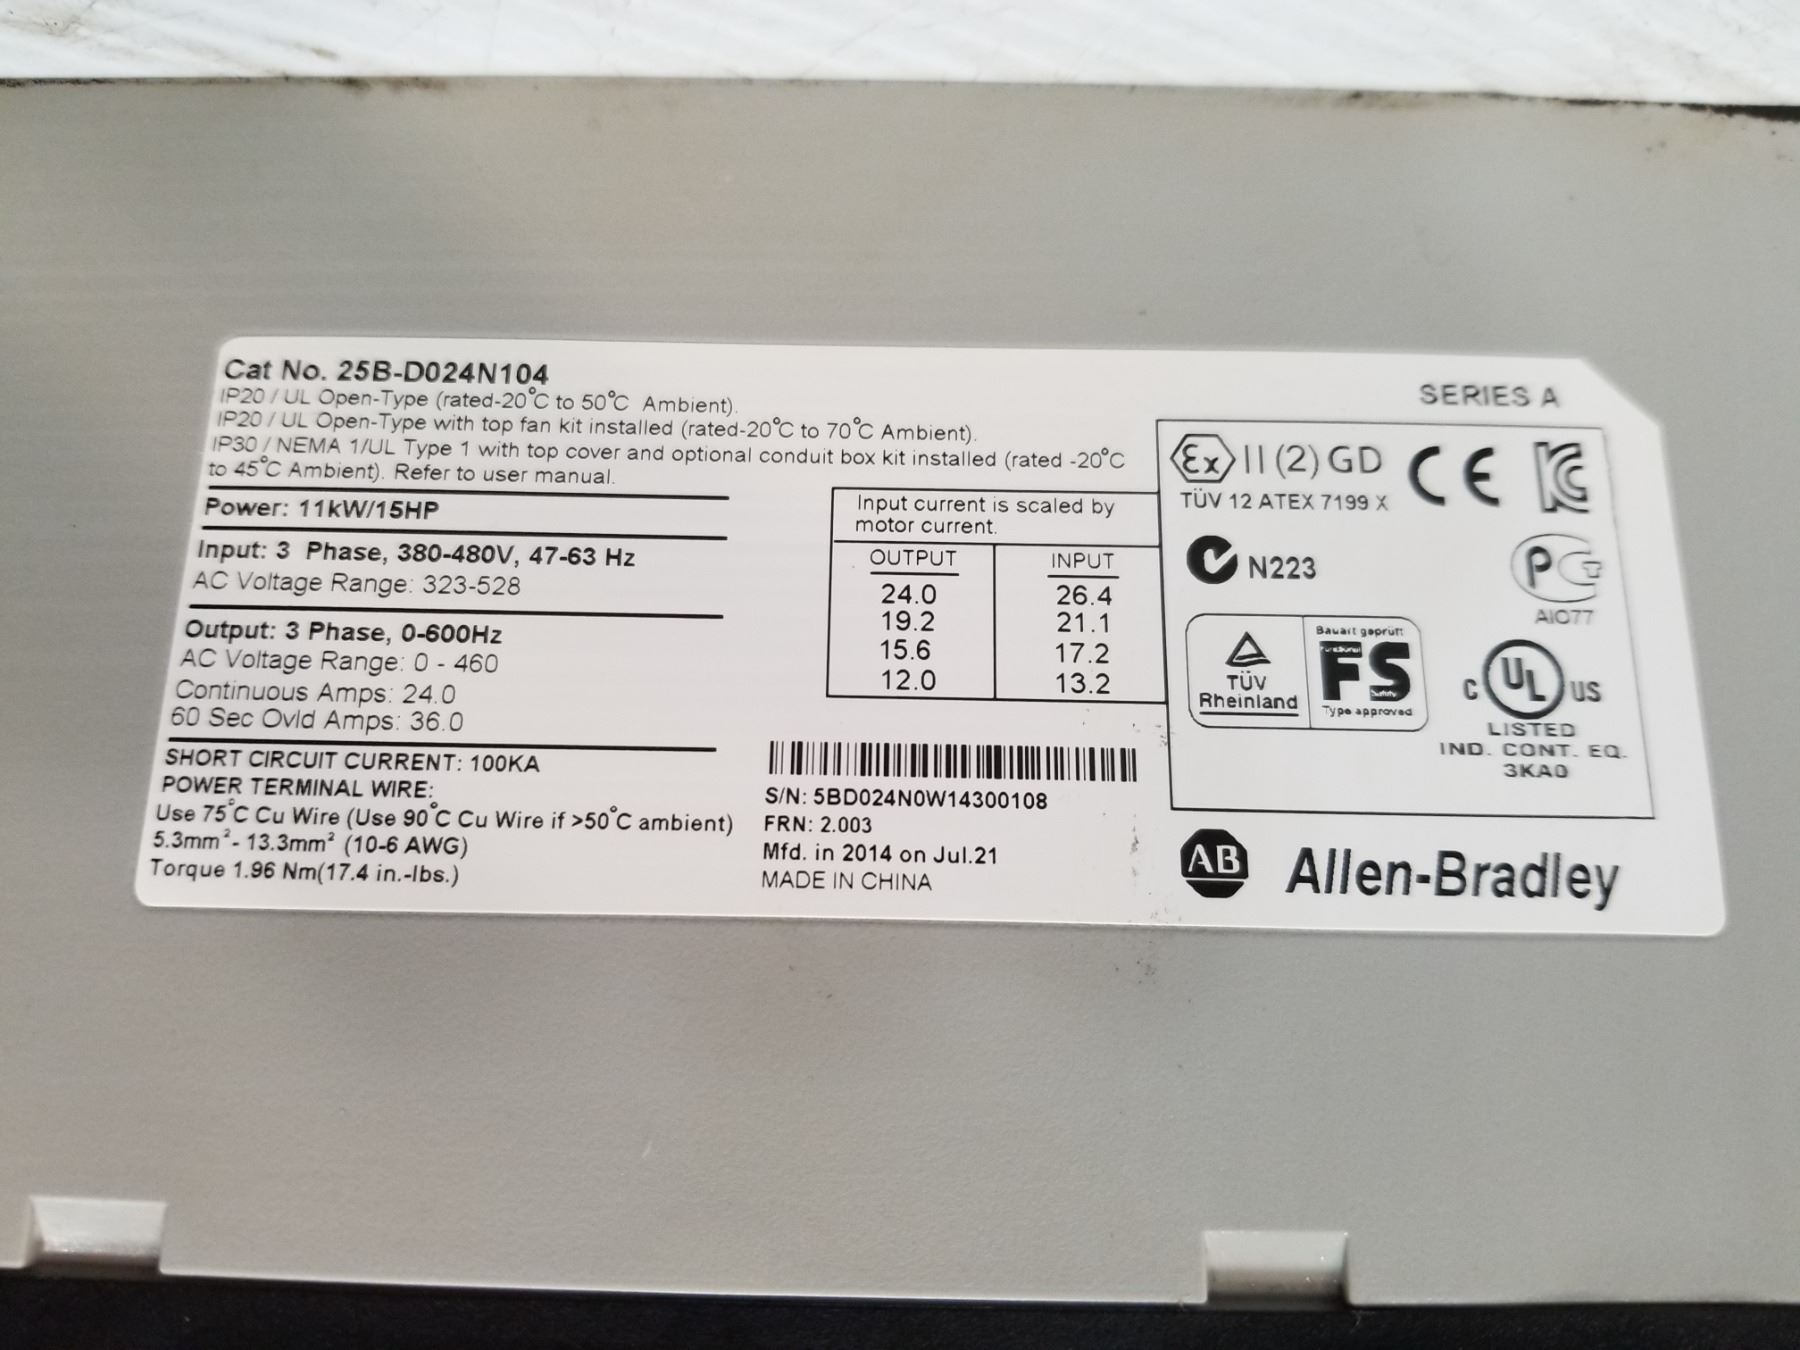 Cat No. 25B-D024N104
IP20 / UL Open-Type (rated-20°C to 50°C Ambient).
IP20 / UL Open-Type with top fan kit installed (rated-20°C to 70°C Ambient).
IP30 / NEMA 1/UL Type 1 with top cover and optional conduit box kit installed (rated -20°C
to 45°C Ambient). Refer to user manual.
Power: 11kW/15HP
Input: 3 Phase, 380-480V, 47-63 Hz
AC Voltage Range: 323-528
Output: 3 Phase, 0-600Hz
AC Voltage Range: 0 - 460
Continuous Amps: 24.0
60 Sec Ovld Amps: 36.0
SHORT CIRCUIT CURRENT: 100KA
POWER TERMINAL WIRE:
Use 75°C Cu Wire (Use 90°C Cu Wire if >50°C ambient)
5.3mm²- 13.3mm² (10-6 AWG)
Torque 1.96 Nm(17.4 in.-lbs.)
Input current is scaled by
motor current.
OUTPUT INPUT
24.0 26.4
19.2 21.1
15.6 17.2
12.0 13.2
S/N: 5BD024N0W14300108
FRN: 2.003
Mfd. in 2014 on Jul.21
MADE IN CHINA
SERIES A
Ex II (2) GD CE KC
TÜV 12 ATEX 7199 X
N223
PCT
AIO77
TÜV
Rheinland
Bauart geprüft
Functional
FS
Safety
Type approved
C UL US
LISTED
IND. CONT. EQ.
3KA0
AB Allen-Bradley